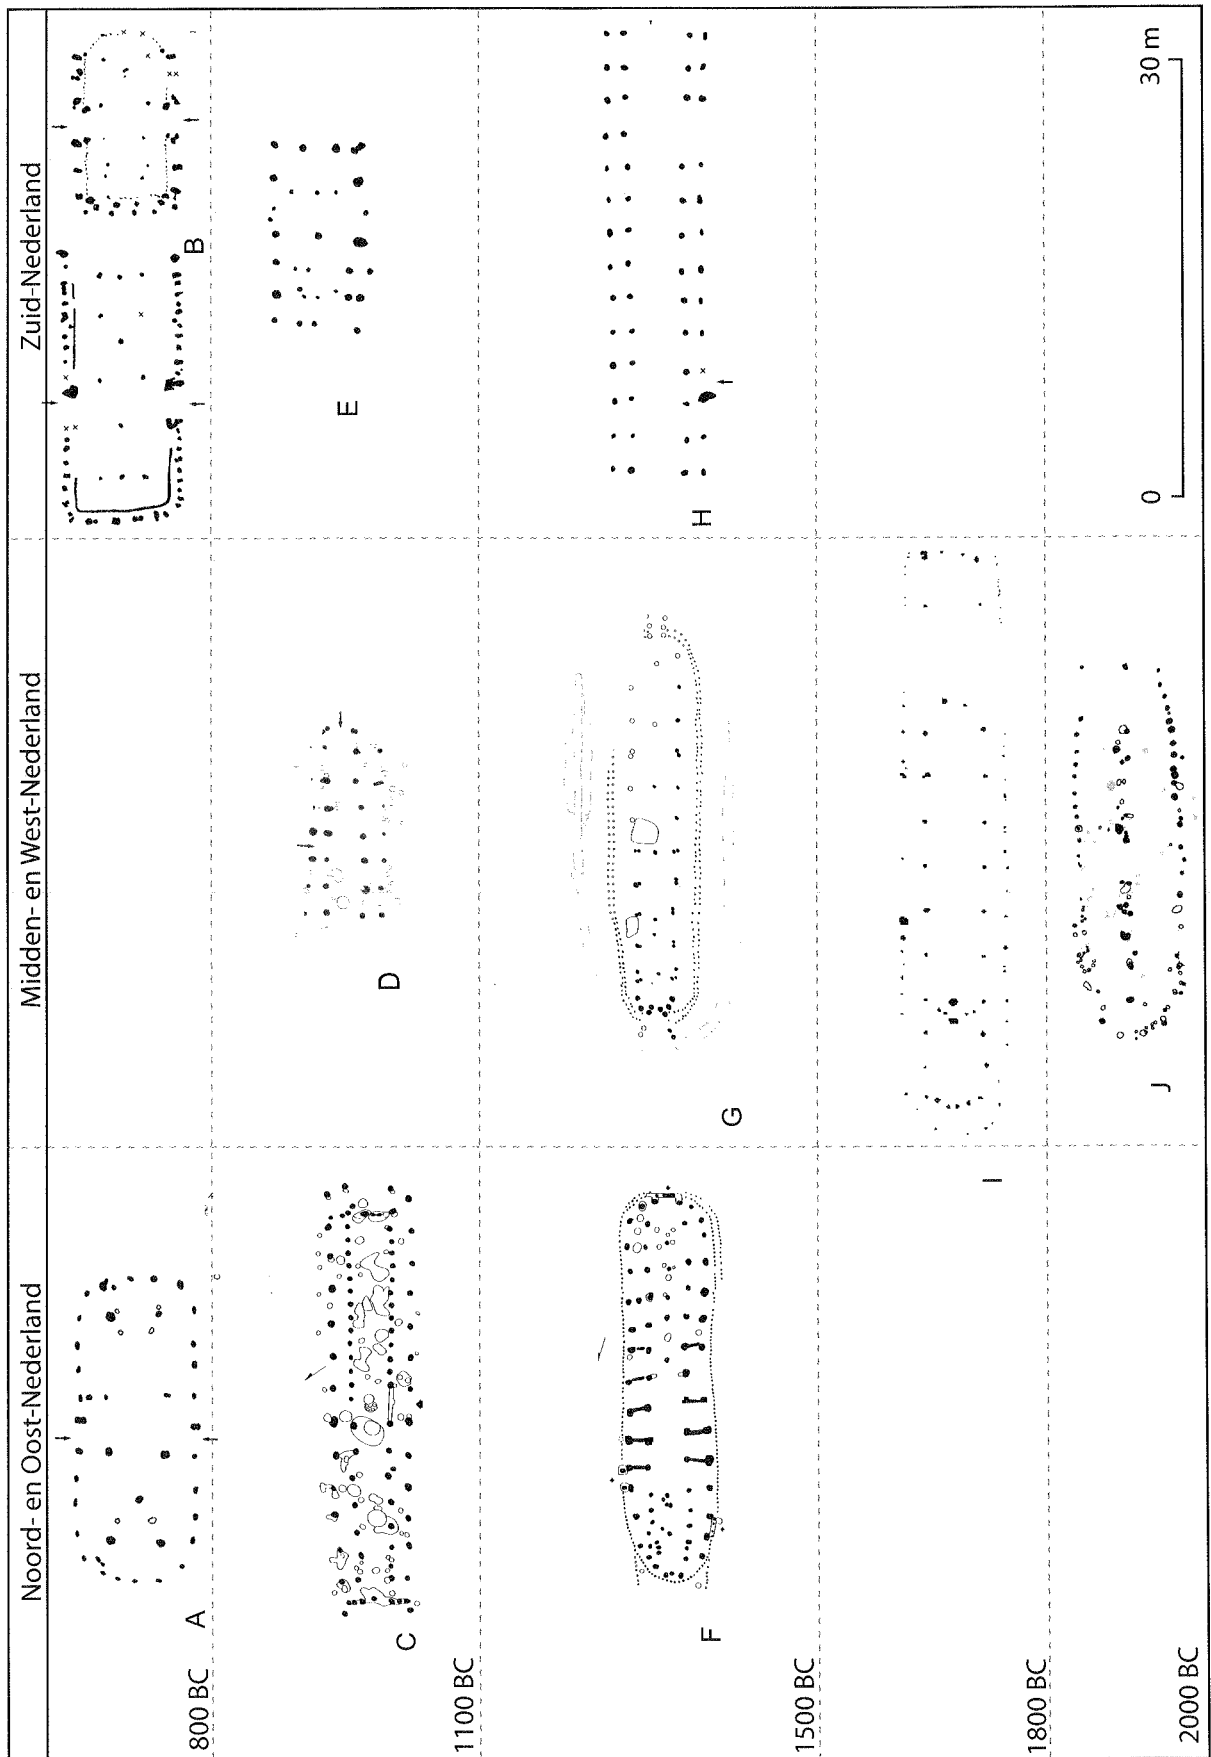 Noord- en Oost-Nederland
Midden- en West-Nederland
Zuid-Nederland
A
B
800 BC
C
D
E
1100 BC
F
G
H
1500 BC
I
1800 BC
J
0 30 m
2000 BC